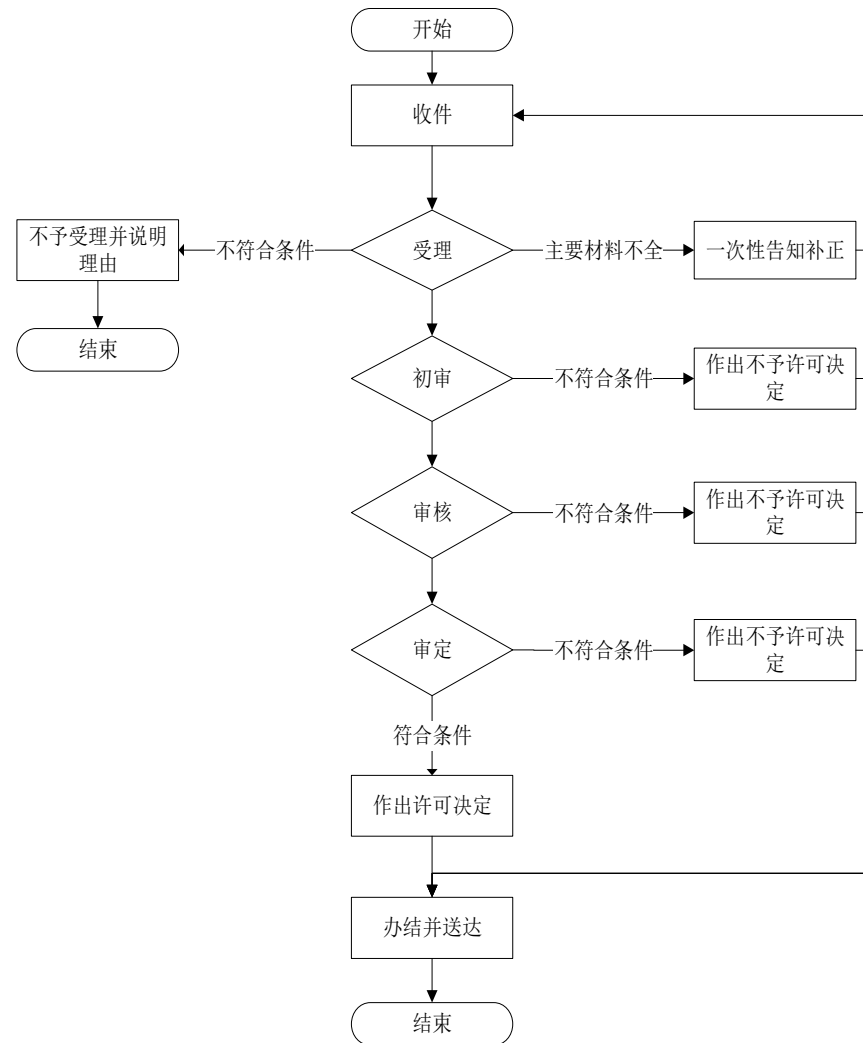 开始
收件
不予受理并说明
理由
不符合条件
受理
主要材料不全
一次性告知补正
结束
初审
不符合条件
作出不予许可决
定
审核
不符合条件
作出不予许可决
定
审定
不符合条件
作出不予许可决
定
符合条件
作出许可决定
办结并送达
结束